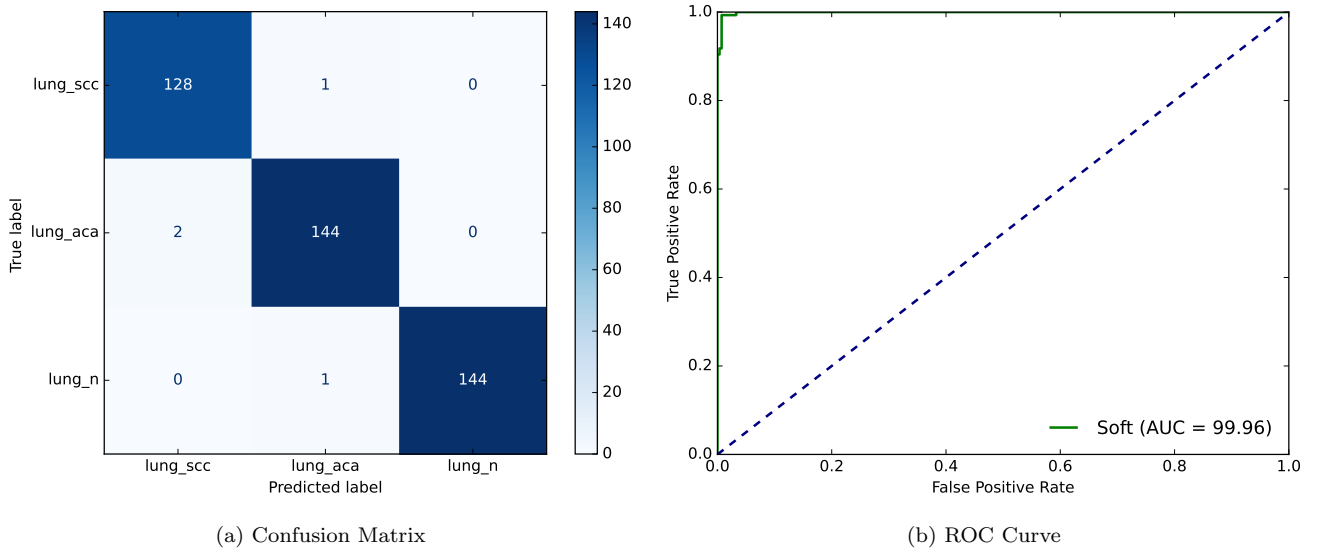 lung_scc
lung_aca
lung_n
True label
128 1 0
2 144 0
0 1 144
lung_scc lung_aca lung_n
Predicted label
140
120
100
80
60
40
20
0
(a) Confusion Matrix
True Positive Rate
1.0
0.8
0.6
0.4
0.2
0.0
Soft (AUC = 99.96)
0.0 0.2 0.4 0.6 0.8 1.0
False Positive Rate
(b) ROC Curve